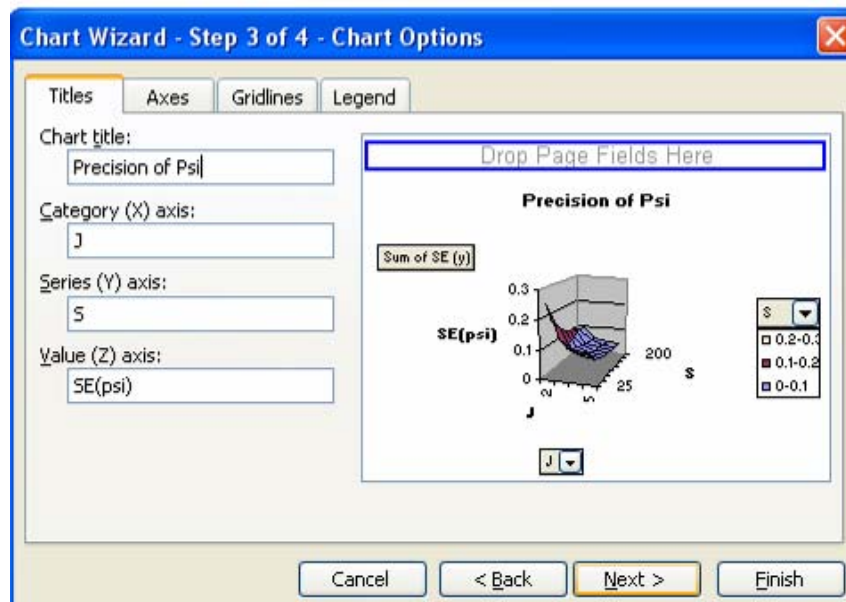 Chart Wizard - Step 3 of 4 - Chart Options
Titles Axes Gridlines Legend
Chart title:
Precision of Psi
Category (X) axis:
J
Series (Y) axis:
S
Value (Z) axis:
SE(psi)
Drop Page Fields Here
Precision of Psi
Sum of SE (y)
0.3
0.2
0.1
0
SE(psi)
2
5
J
25
200
S
S
0.2-0.3
0.1-0.2
0-0.1
J
Cancel < Back Next > Finish